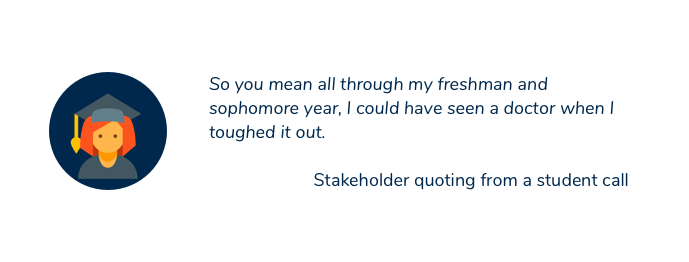 So you mean all through my freshman and
sophomore year, I could have seen a doctor when I
toughed it out.
Stakeholder quoting from a student call